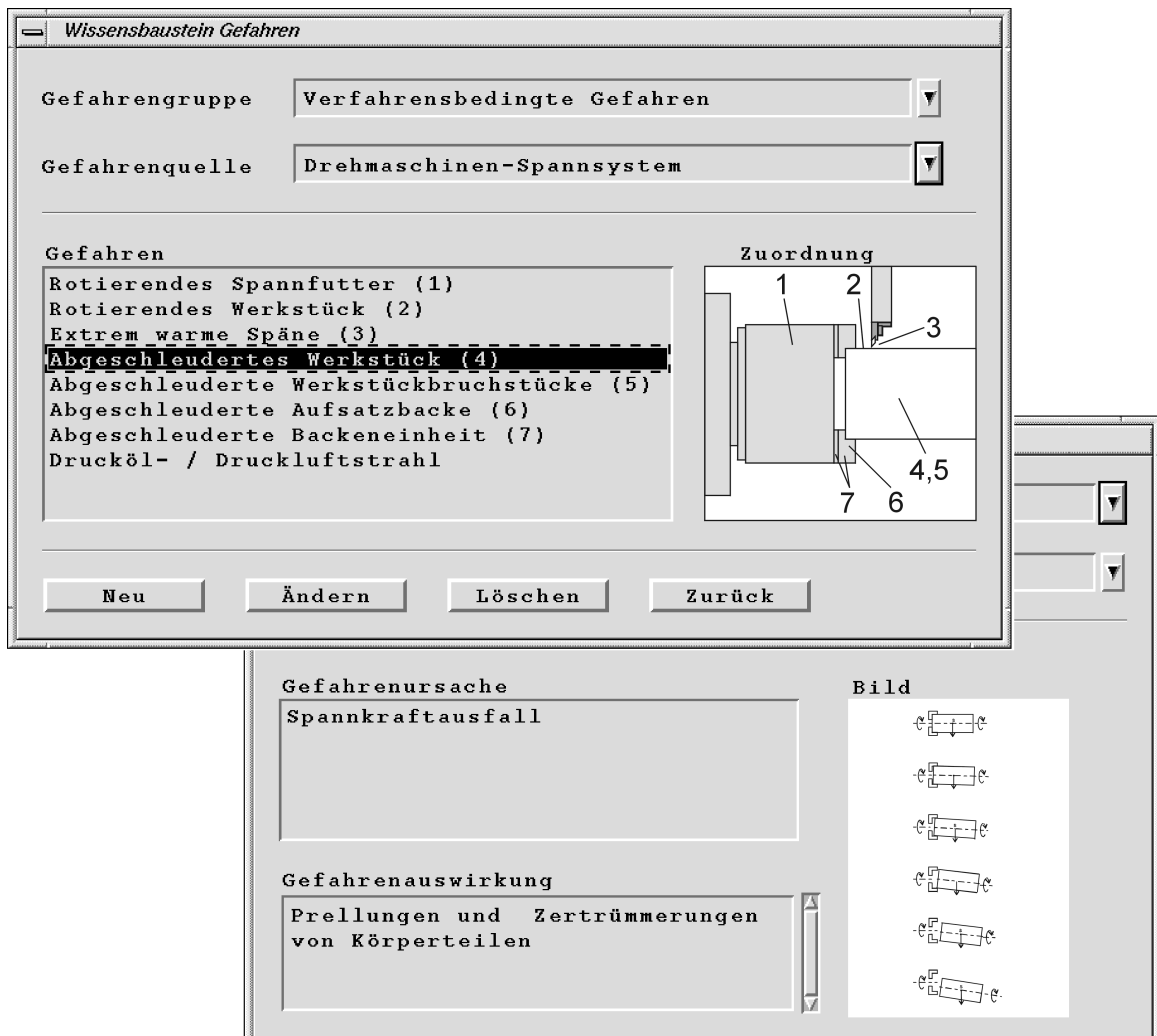 Wissensbaustein Gefahren
Gefahrengruppe Verfahrensbedingte Gefahren
Gefahrenquelle Drehmaschinen-Spannsystem
Gefahren
Rotierendes Spannfutter (1)
Rotierendes Werkstück (2)
Extrem warme Späne (3)
Abgeschleudertes Werkstück (4)
Abgeschleuderte Werkstückbruchstücke (5)
Abgeschleuderte Aufsatzbacke (6)
Abgeschleuderte Backeneinheit (7)
Drucköl- / Druckluftstrahl
Zuordnung
1 2
3
4,5
7 6
Neu Ändern Löschen Zurück
Gefahrenursache
Spannkraftausfall
Gefahrenauswirkung
Prellungen und Zertrümmerungen
von Körperteilen
Bild